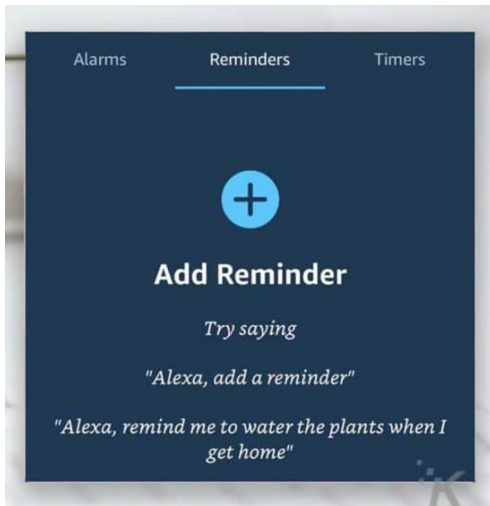 Alarms Reminders Timers
Add Reminder
Try saying
"Alexa, add a reminder"
"Alexa, remind me to water the plants when I
get home"
K